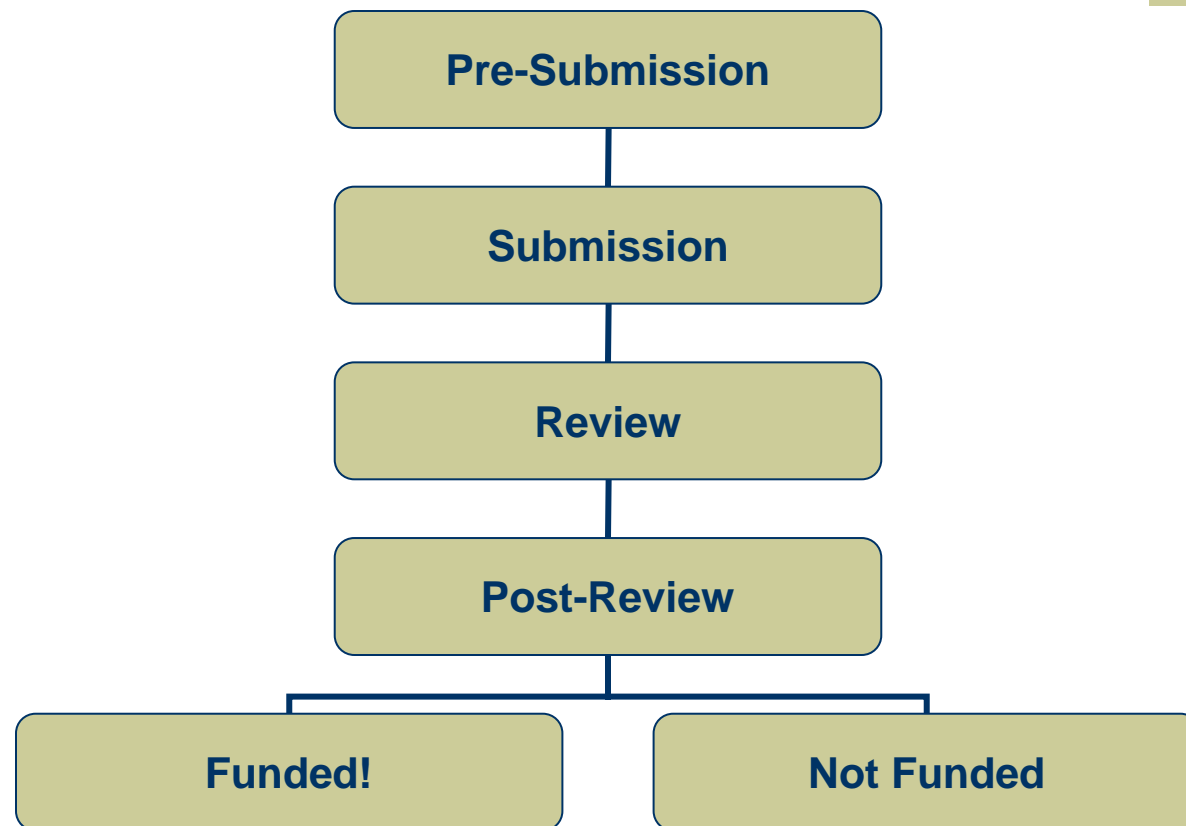 Pre-Submission
Submission
Review
Post-Review
Funded!
Not Funded